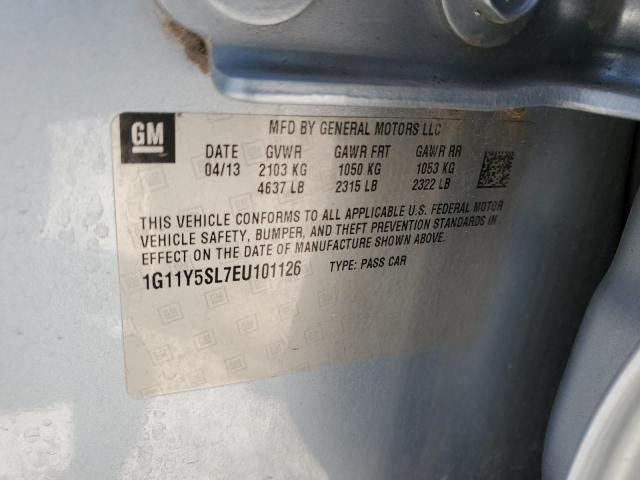 GM
MFD BY GENERAL MOTORS LLC
DATE GVWR GAWR FRT GAWR RR
04/13 2103 KG 1050 KG 1053 KG
4637 LB 2315 LB 2322 LB
THIS VEHICLE CONFORMS TO ALL APPLICABLE U.S. FEDERAL MOTOR
VEHICLE SAFETY, BUMPER, AND THEFT PREVENTION STANDARDS IN
EFFECT ON THE DATE OF MANUFACTURE SHOWN ABOVE.
1G11Y5SL7EU101126 TYPE: PASS CAR